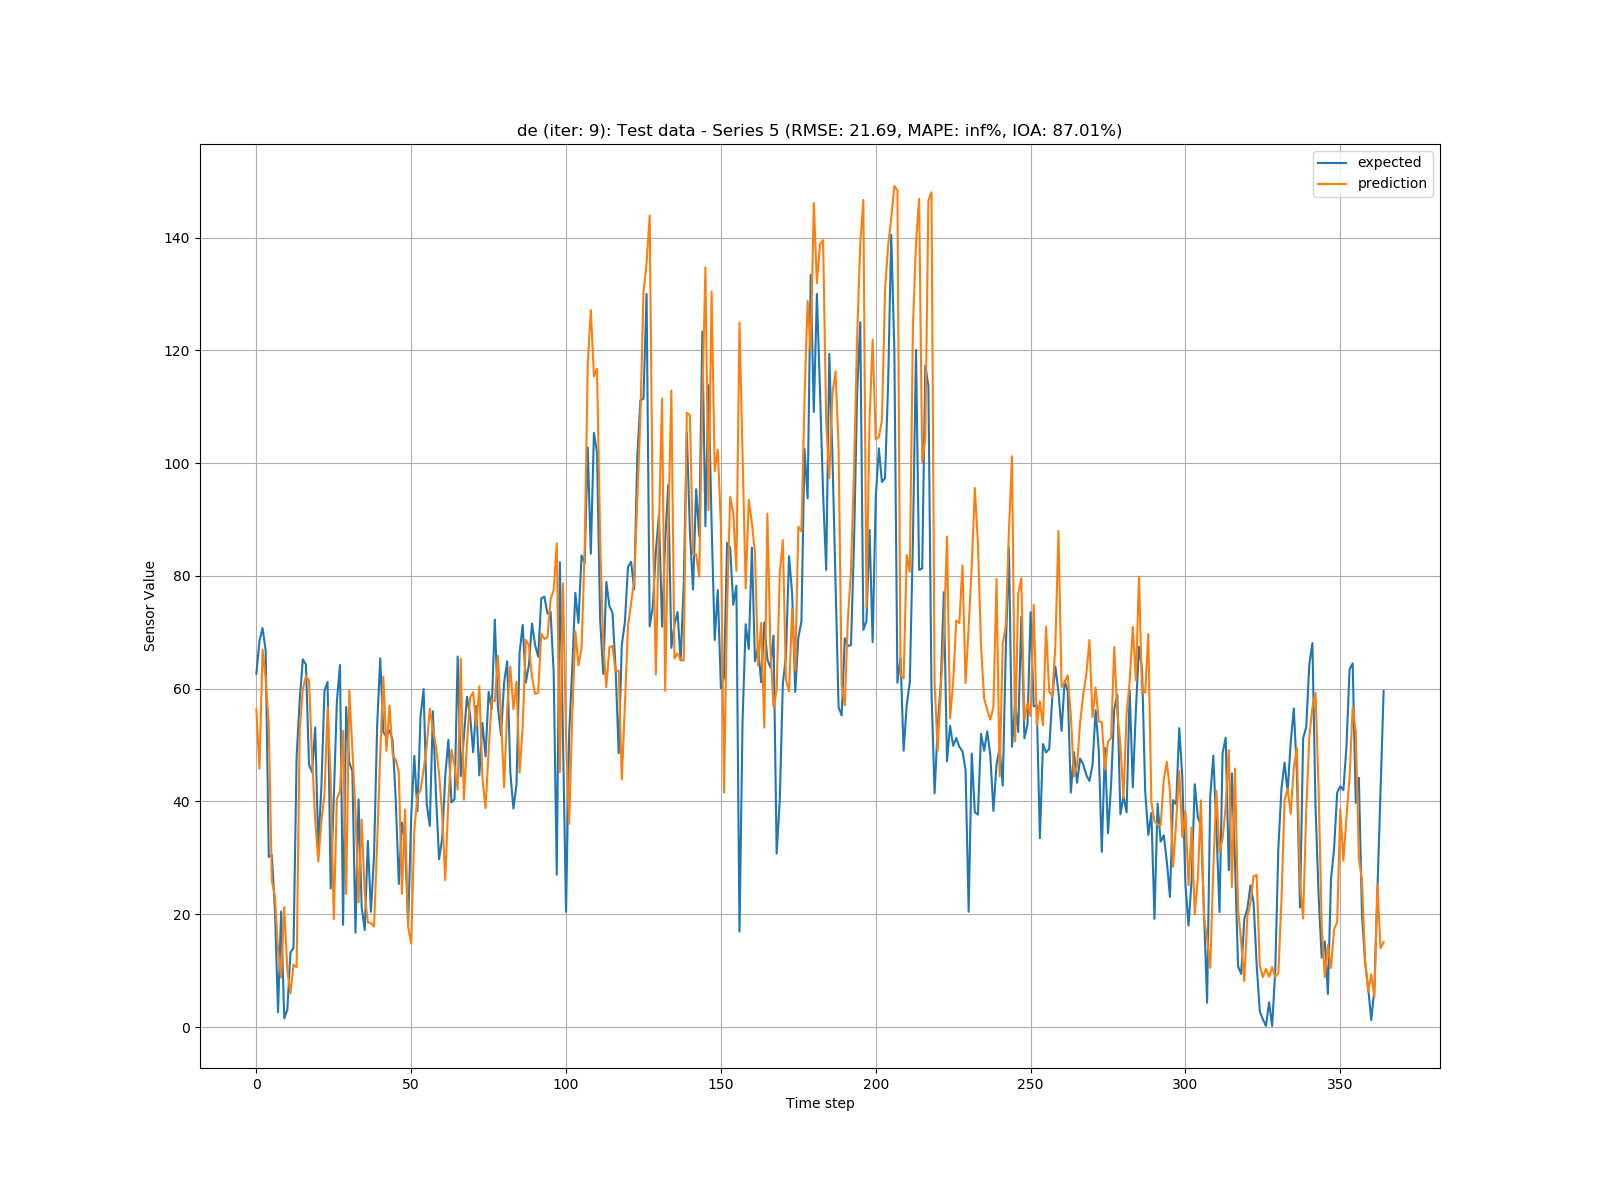 de (iter: 9): Test data - Series 5 (RMSE: 21.69, MAPE: inf%, IOA: 87.01%)
expected
prediction
140
120
100
80
60
40
20
0
Sensor Value
0 50 100 150 200 250 300 350
Time step